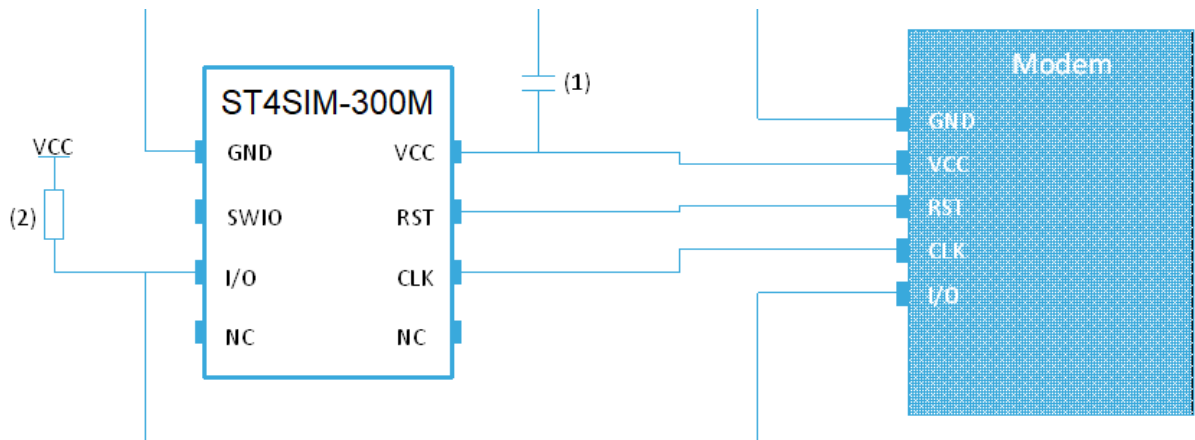 ST4SIM-300M
GND VCC
SWIO RST
I/O CLK
NC NC
VCC
(2)
(1)
Modem
GND
VCC
RST
CLK
I/O